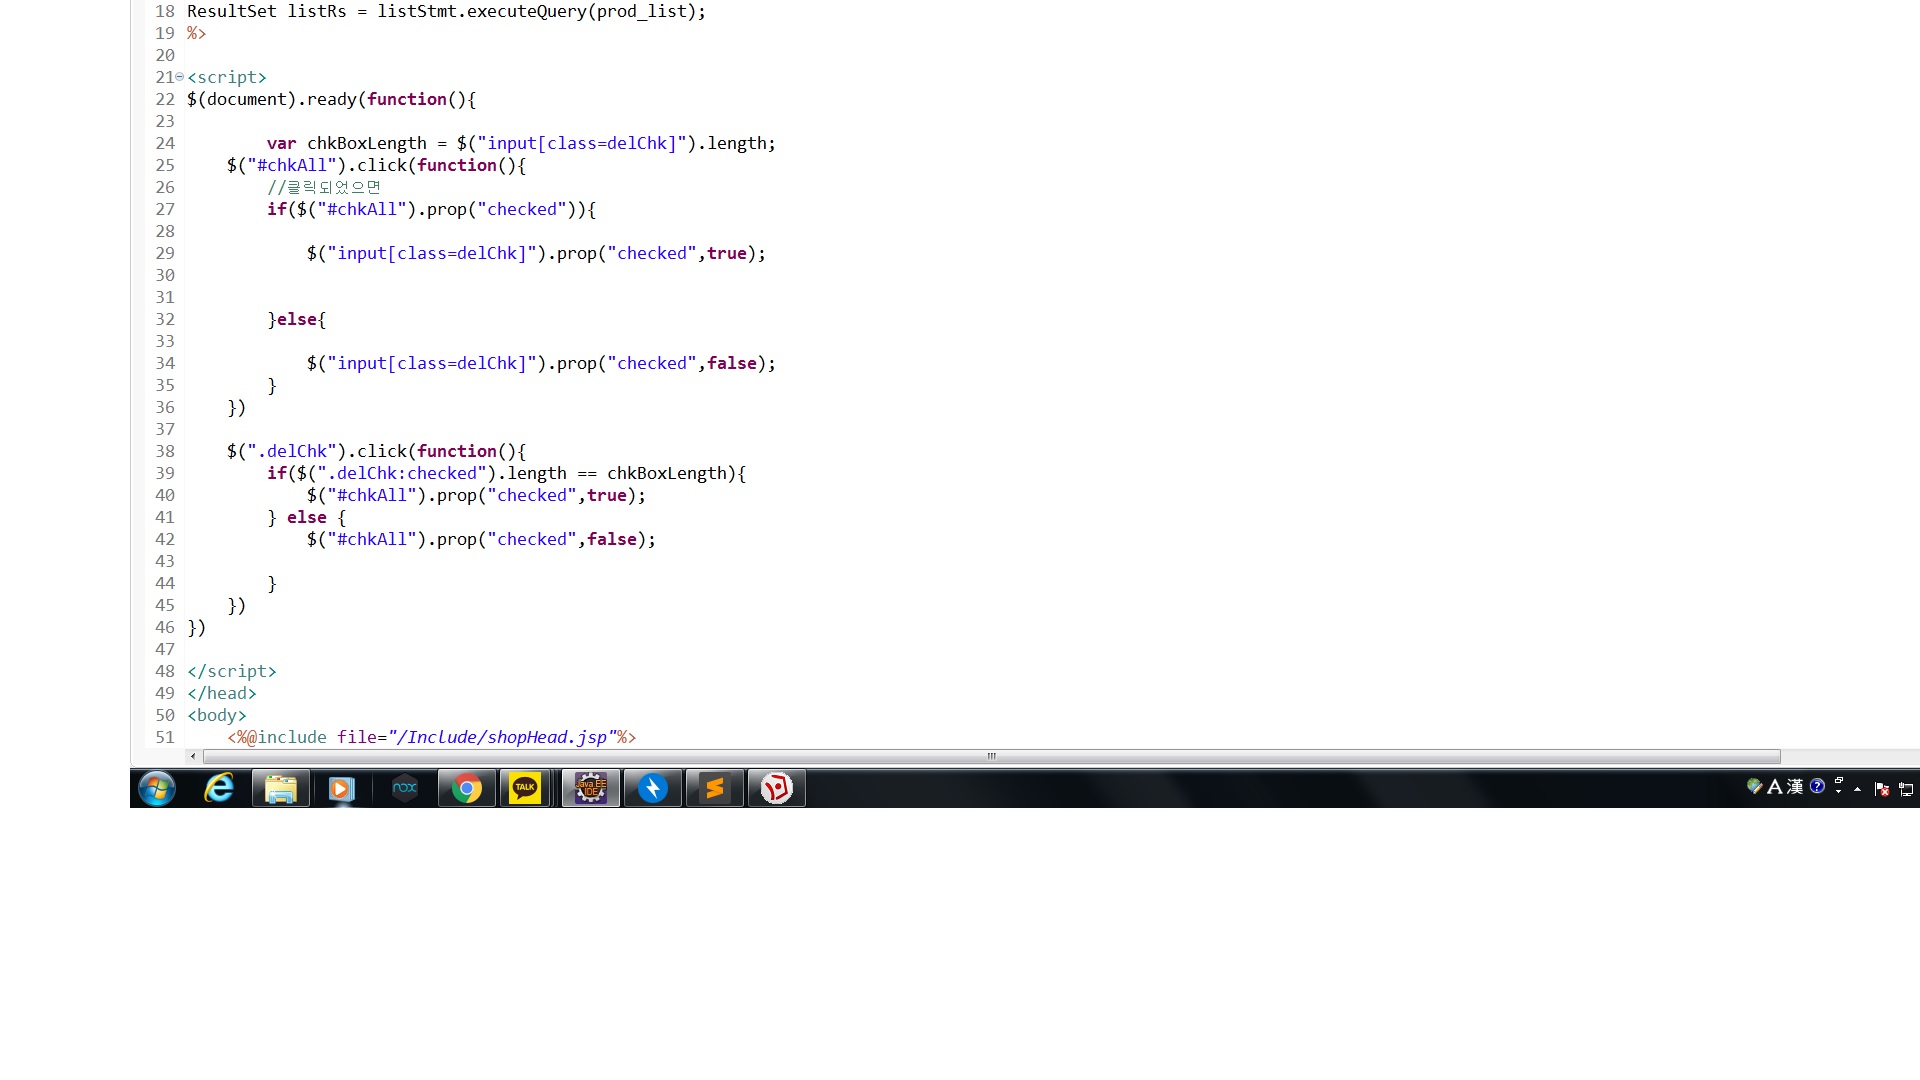 18 ResultSet listRs = listStmt.executeQuery(prod_list);
19 %>
20
21 <script>
22 $(document).ready(function(){
23
24         var chkBoxLength = $("input[class=delChk]").length;
25     $("#chkAll").click(function(){
26         //클릭되었으면
27         if($("#chkAll").prop("checked")){
28
29             $("input[class=delChk]").prop("checked",true);
30
31
32         }else{
33
34             $("input[class=delChk]").prop("checked",false);
35         }
36     })
37
38     $(".delChk").click(function(){
39         if($(".delChk:checked").length == chkBoxLength){
40             $("#chkAll").prop("checked",true);
41         } else {
42             $("#chkAll").prop("checked",false);
43
44         }
45     })
46 })
47
48 </script>
49 </head>
50 <body>
51     <%@include file="/Include/shopHead.jsp"%>
nox TALK Java EE IDE A 漢 ?